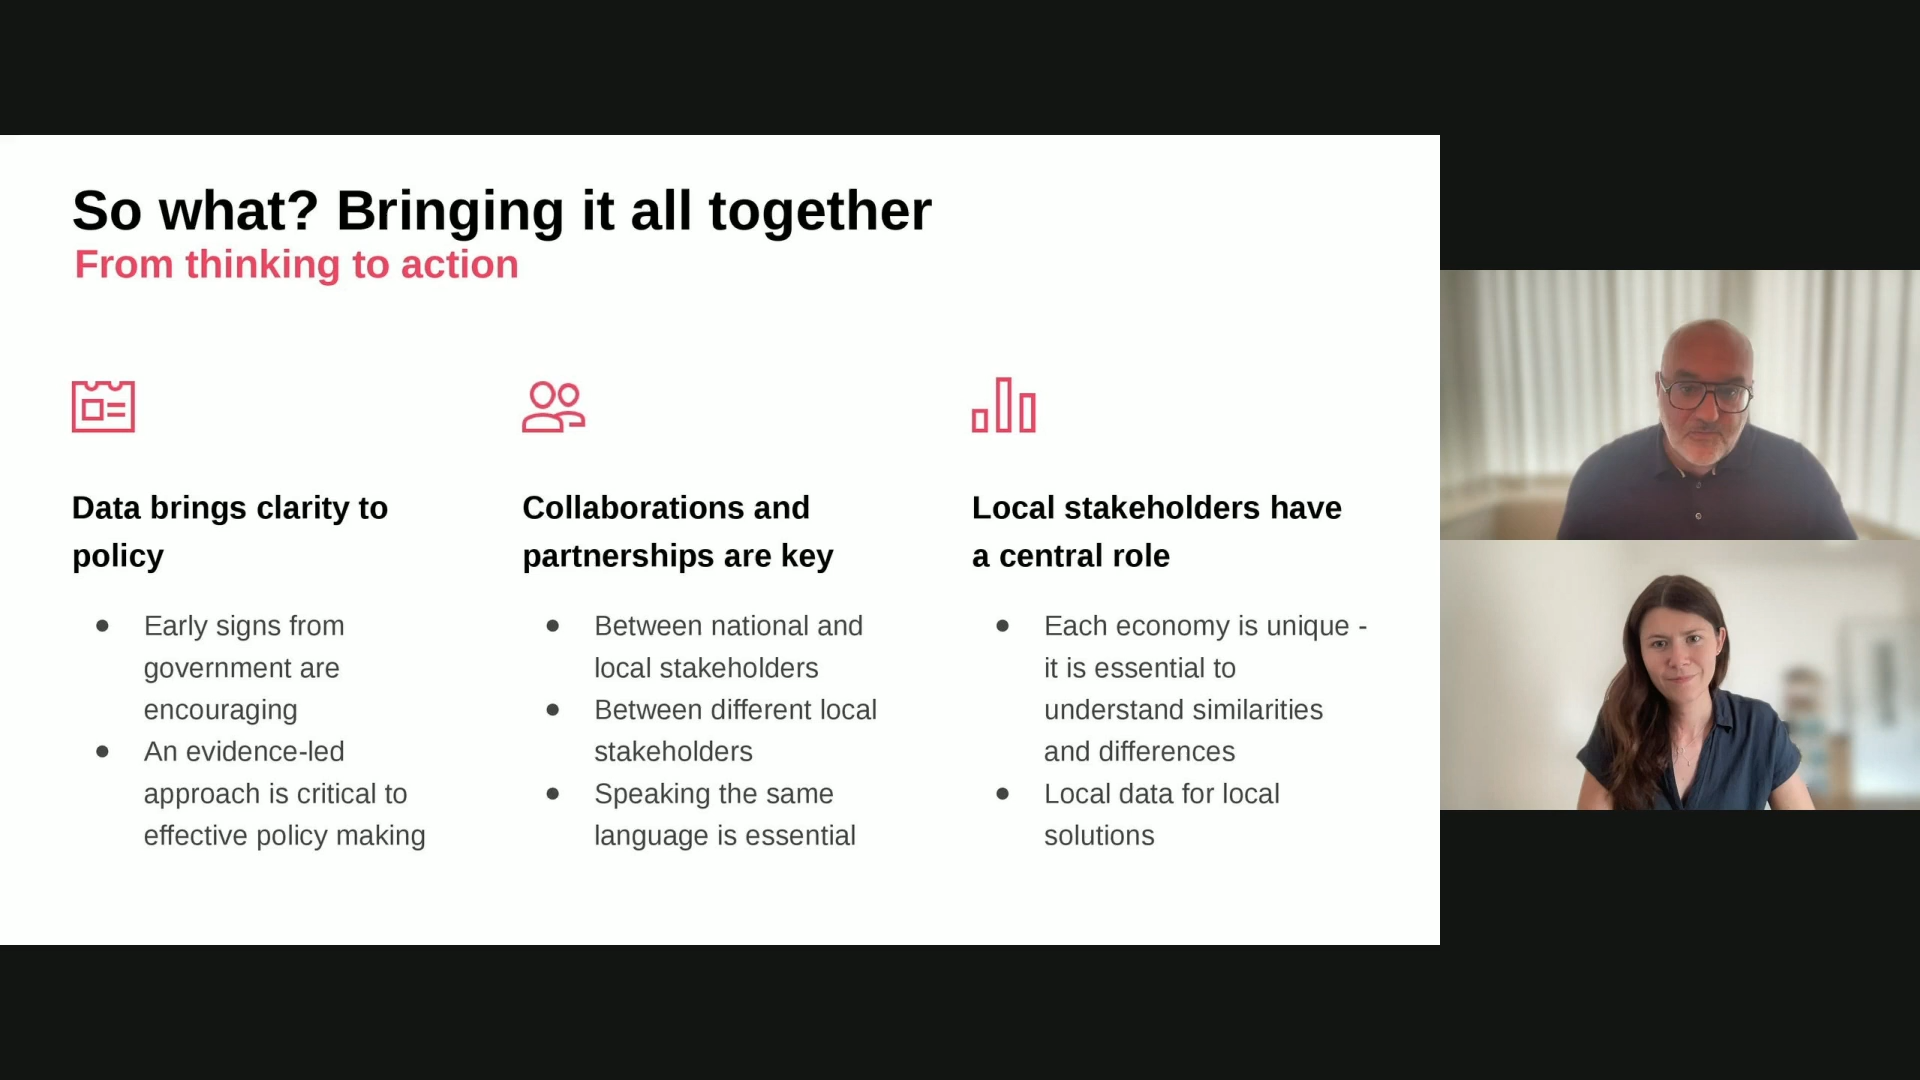 So what? Bringing it all together
From thinking to action
Data brings clarity to
policy
● Early signs from
government are
encouraging
● An evidence-led
approach is critical to
effective policy making
Collaborations and
partnerships are key
● Between national and
local stakeholders
● Between different local
stakeholders
● Speaking the same
language is essential
Local stakeholders have
a central role
● Each economy is unique -
it is essential to
understand similarities
and differences
● Local data for local
solutions